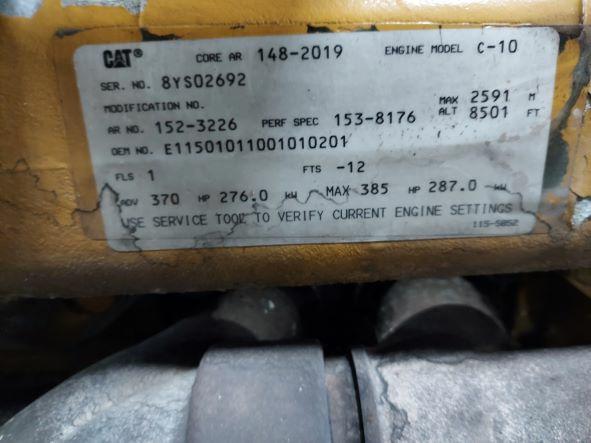 CAT® CORE AR 148-2019 ENGINE MODEL C-10
SER. NO. 8YS02692
MODIFICATION NO. MAX 2591 M
AR NO. 152-3226 PERF SPEC 153-8176 ALT 8501 FT
OEM NO. E11501011001010201
FLS 1 FTS -12
ADV 370 HP 276.0 kW MAX 385 HP 287.0 kW
USE SERVICE TOOL TO VERIFY CURRENT ENGINE SETTINGS
115-5852